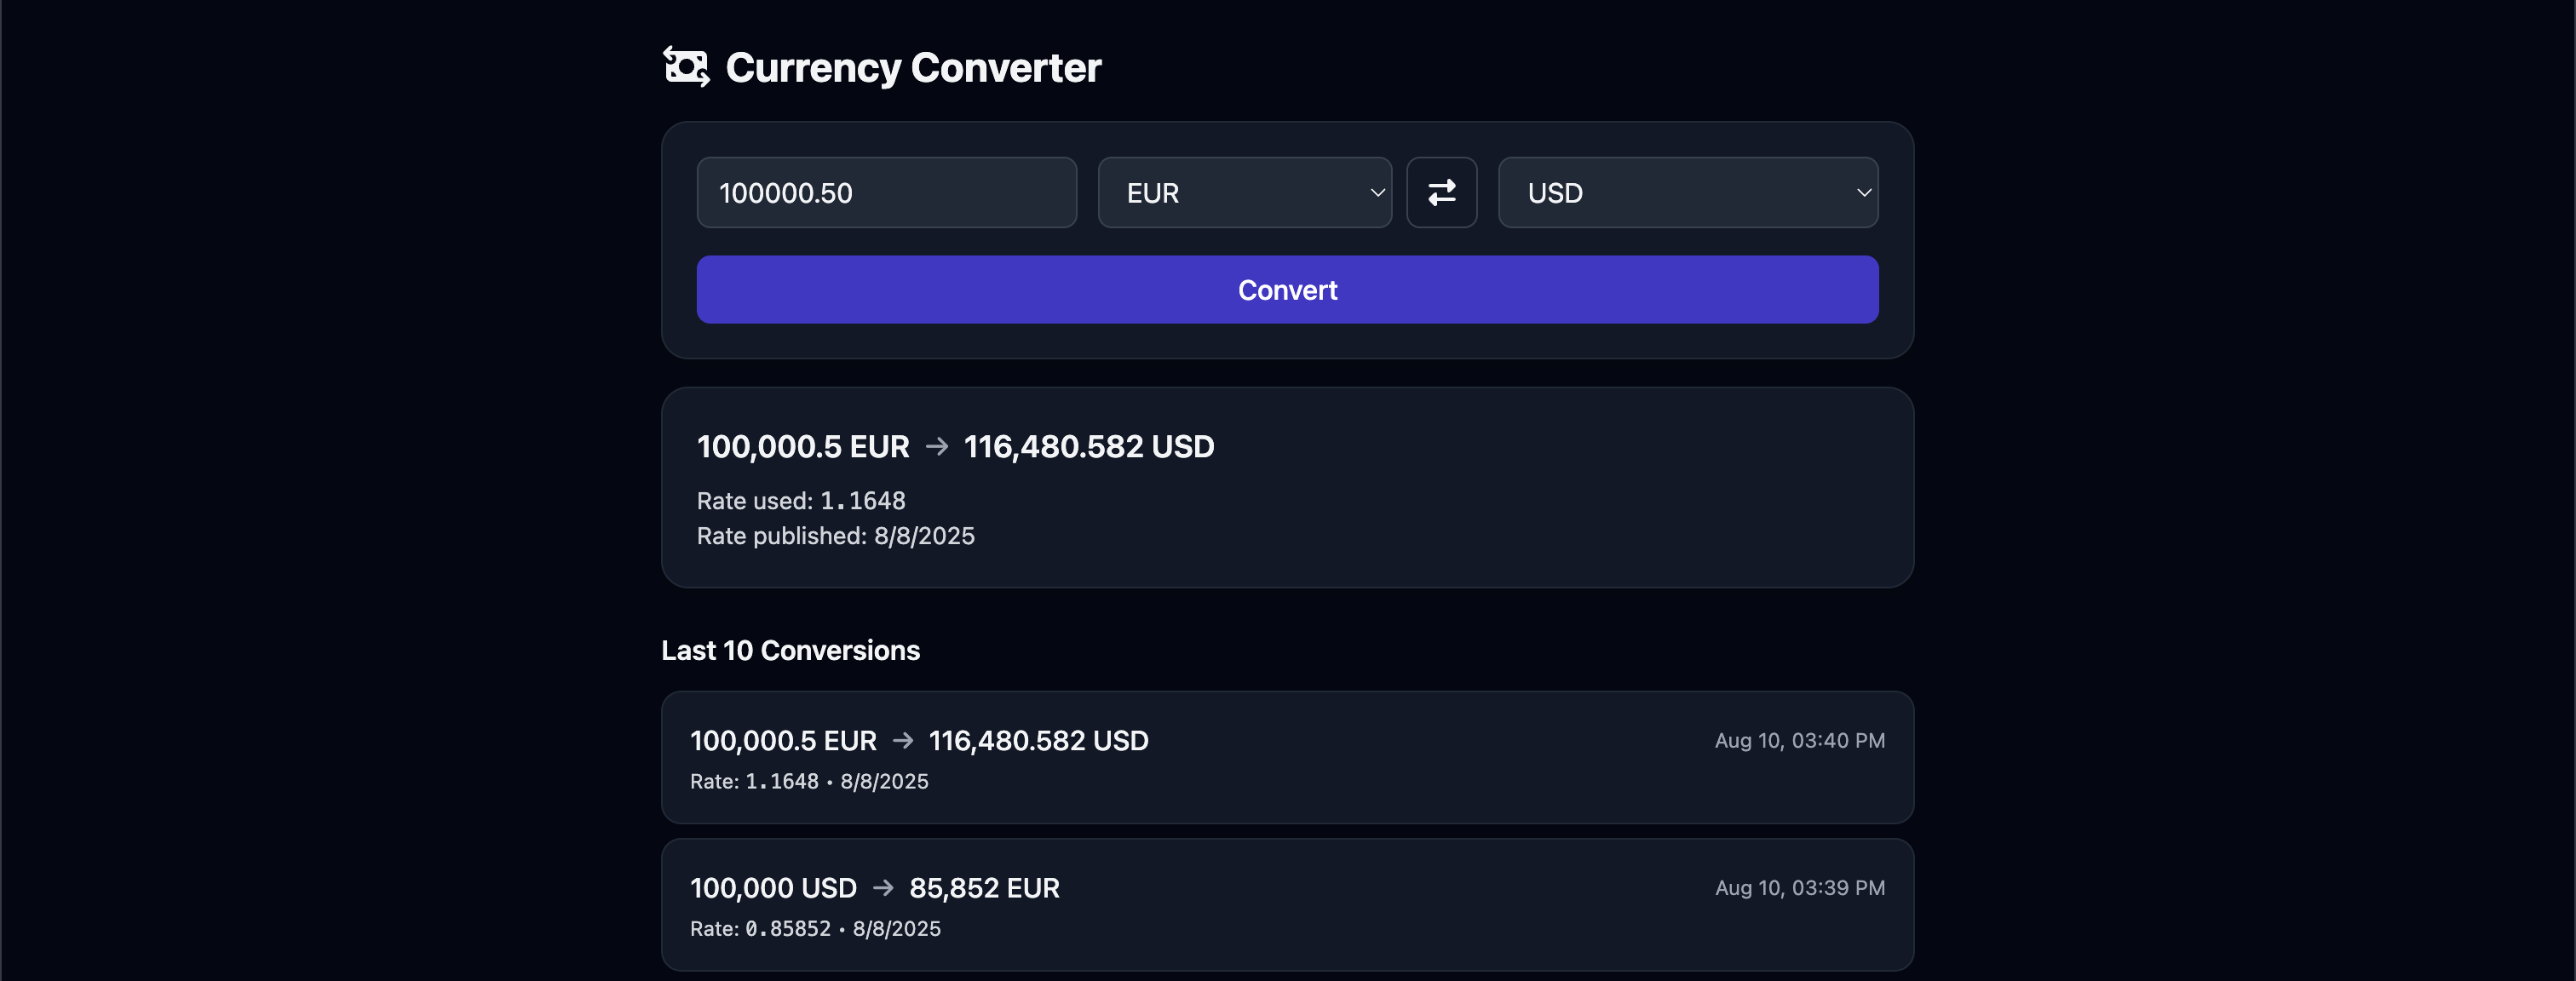 Currency Converter
100000.50 EUR USD
Convert
100,000.5 EUR → 116,480.582 USD
Rate used: 1.1648
Rate published: 8/8/2025
Last 10 Conversions
100,000.5 EUR → 116,480.582 USD Aug 10, 03:40 PM
Rate: 1.1648 • 8/8/2025
100,000 USD → 85,852 EUR Aug 10, 03:39 PM
Rate: 0.85852 • 8/8/2025